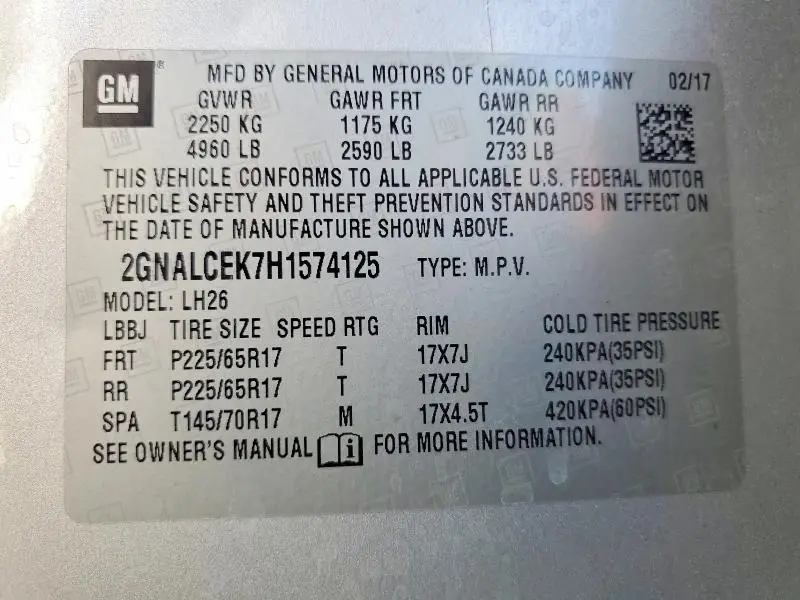 GM® MFD BY GENERAL MOTORS OF CANADA COMPANY 02/17
GVWR GAWR FRT GAWR RR
2250 KG 1175 KG 1240 KG
4960 LB 2590 LB 2733 LB
THIS VEHICLE CONFORMS TO ALL APPLICABLE U.S. FEDERAL MOTOR
VEHICLE SAFETY AND THEFT PREVENTION STANDARDS IN EFFECT ON
THE DATE OF MANUFACTURE SHOWN ABOVE.
2GNALCEK7H1574125 TYPE: M.P.V.
MODEL: LH26
LBBJ TIRE SIZE SPEED RTG RIM COLD TIRE PRESSURE
FRT P225/65R17 T 17X7J 240KPA(35PSI)
RR P225/65R17 T 17X7J 240KPA(35PSI)
SPA T145/70R17 M 17X4.5T 420KPA(60PSI)
SEE OWNER'S MANUAL i FOR MORE INFORMATION.